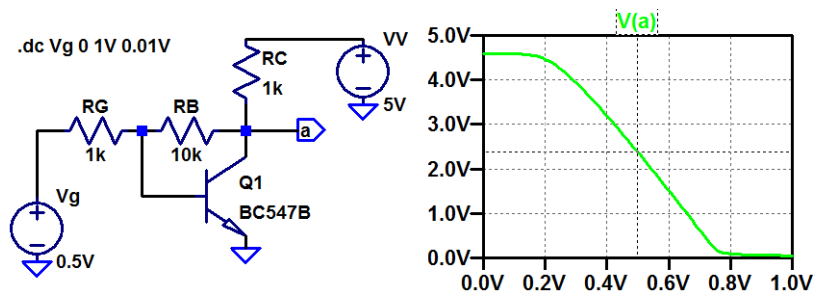 .dc Vg 0 1V 0.01V
RG
1k
RB
10k
RC
1k
VV
5V
a
Q1
BC547B
Vg
0.5V
V(a)
5.0V
4.0V
3.0V
2.0V
1.0V
0.0V
0.0V 0.2V 0.4V 0.6V 0.8V 1.0V